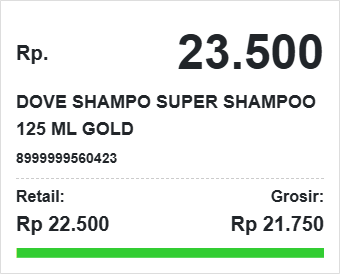 Rp. 23.500
DOVE SHAMPO SUPER SHAMPOO
125 ML GOLD
8999999560423
Retail: Grosir:
Rp 22.500 Rp 21.750